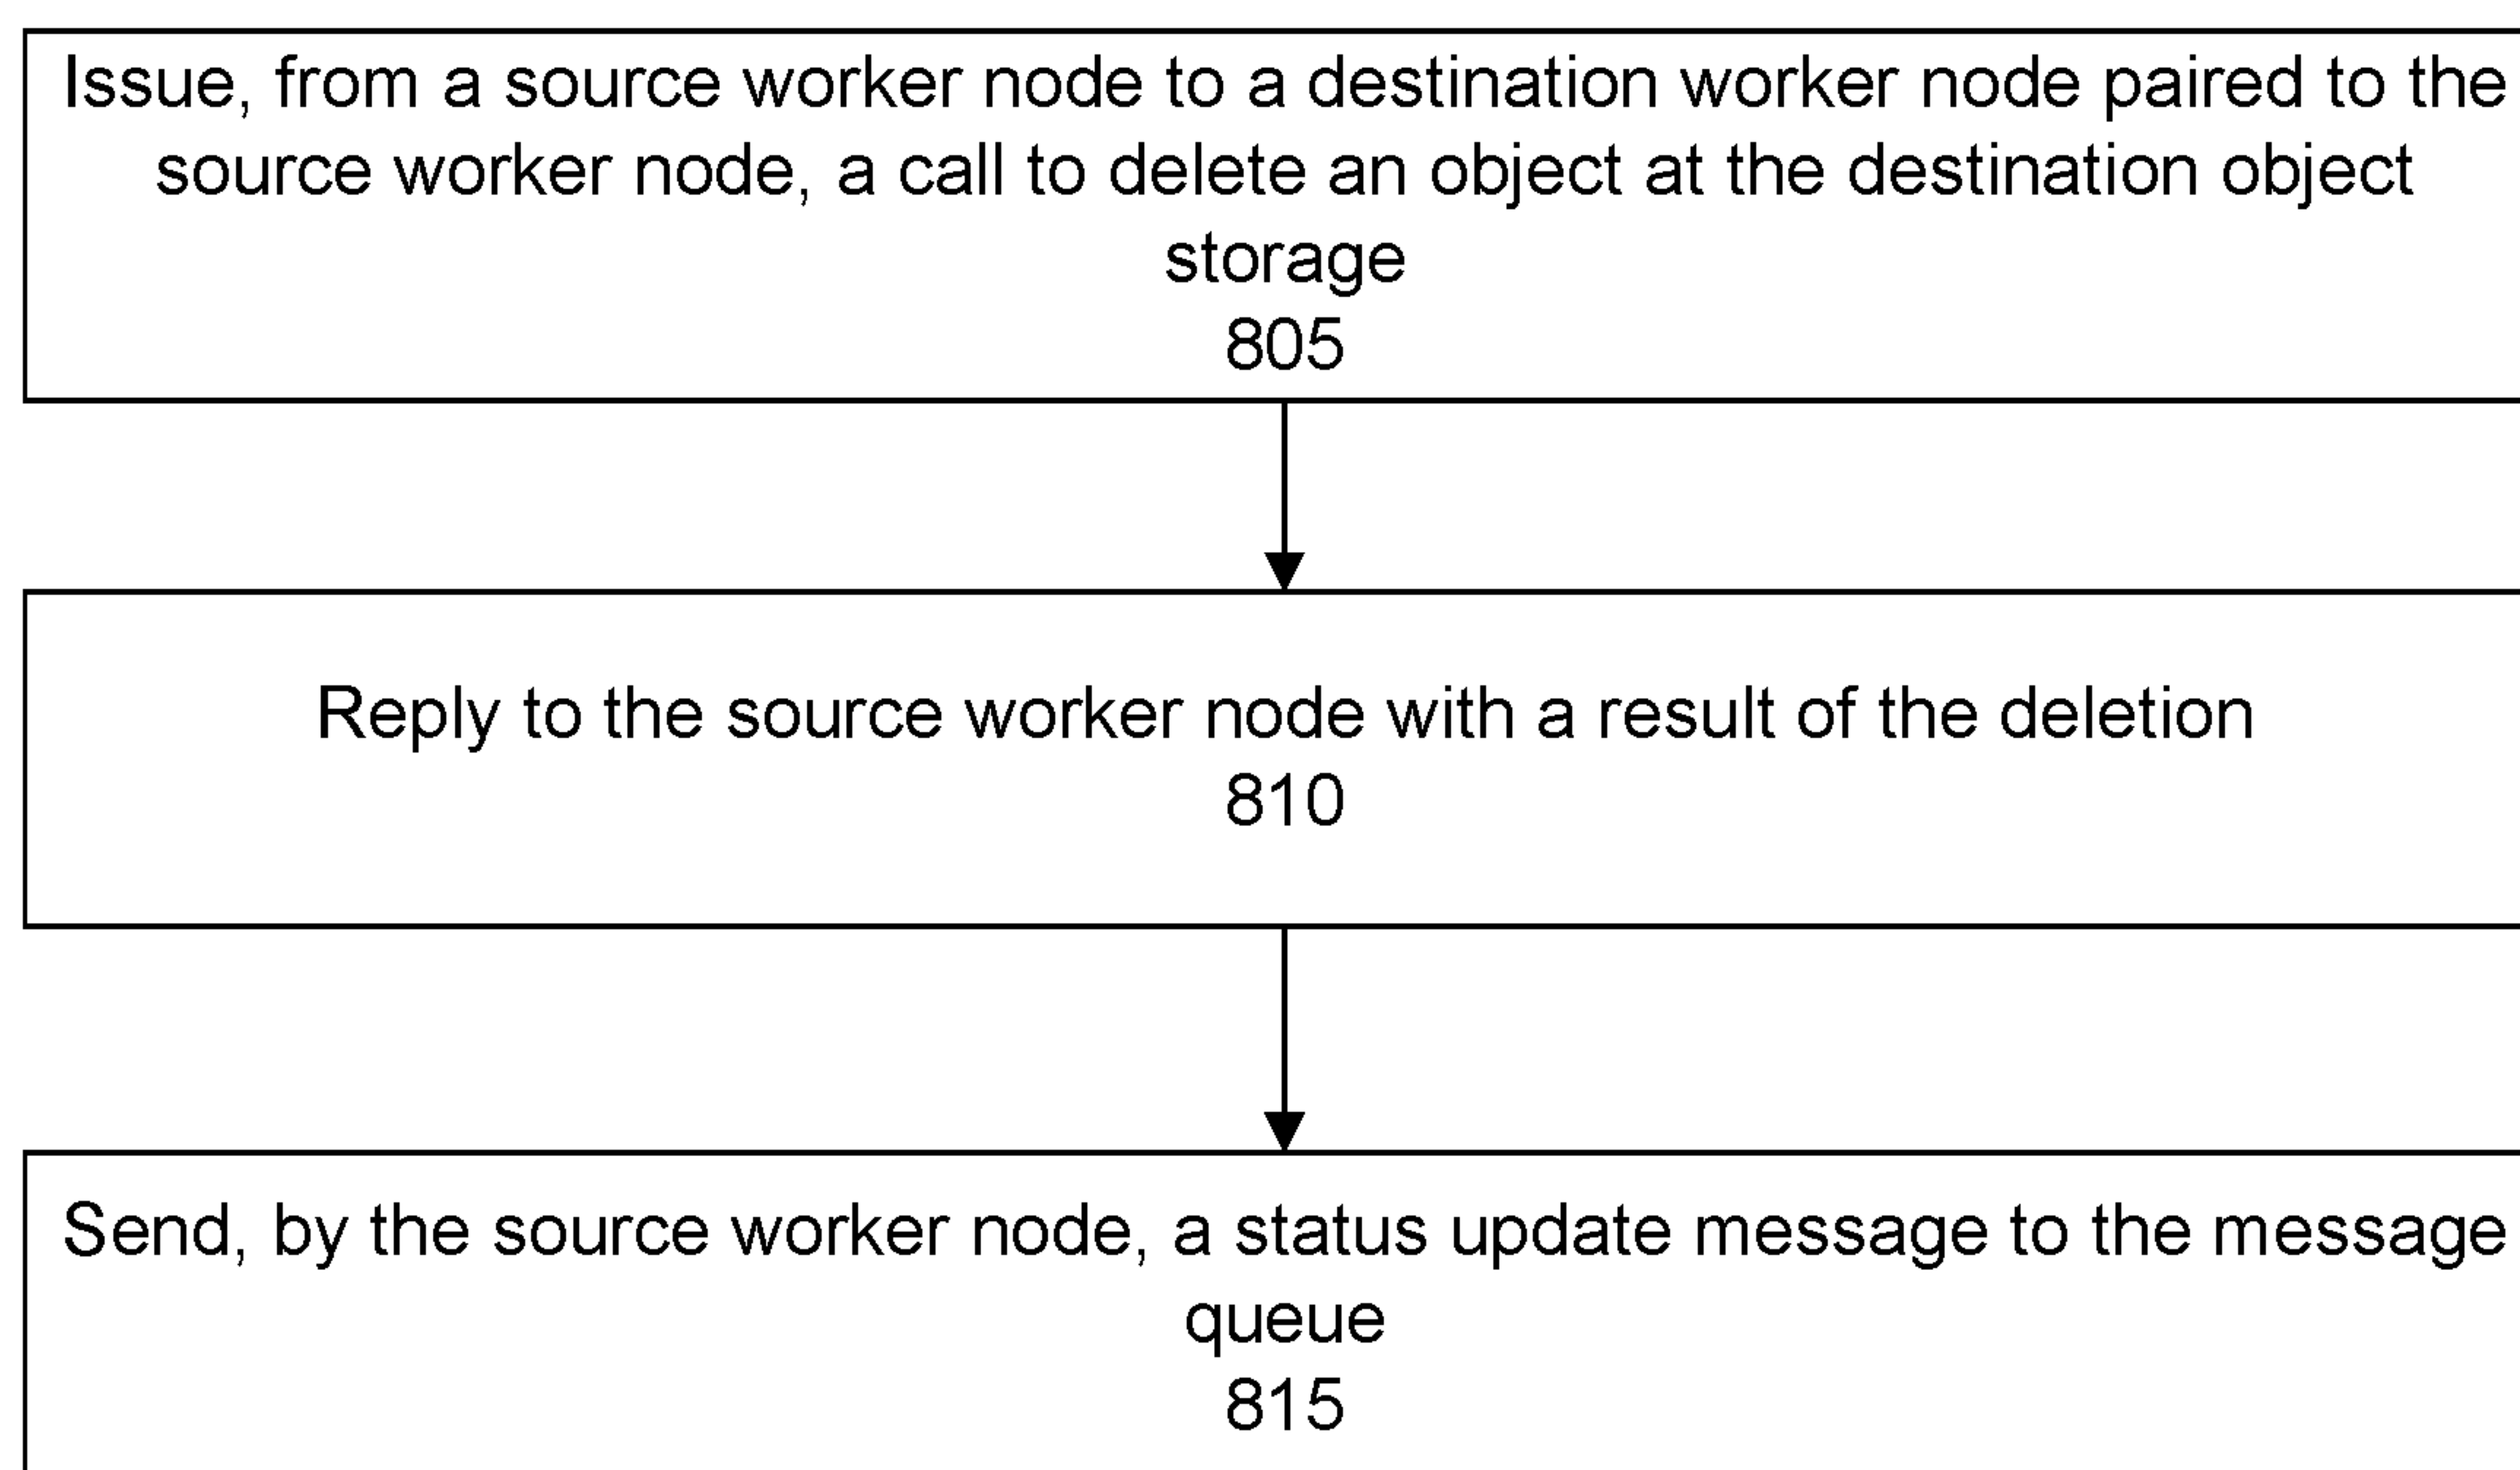 Issue, from a source worker node to a destination worker node paired to the
source worker node, a call to delete an object at the destination object
storage
805
Reply to the source worker node with a result of the deletion
810
Send, by the source worker node, a status update message to the message
queue
815